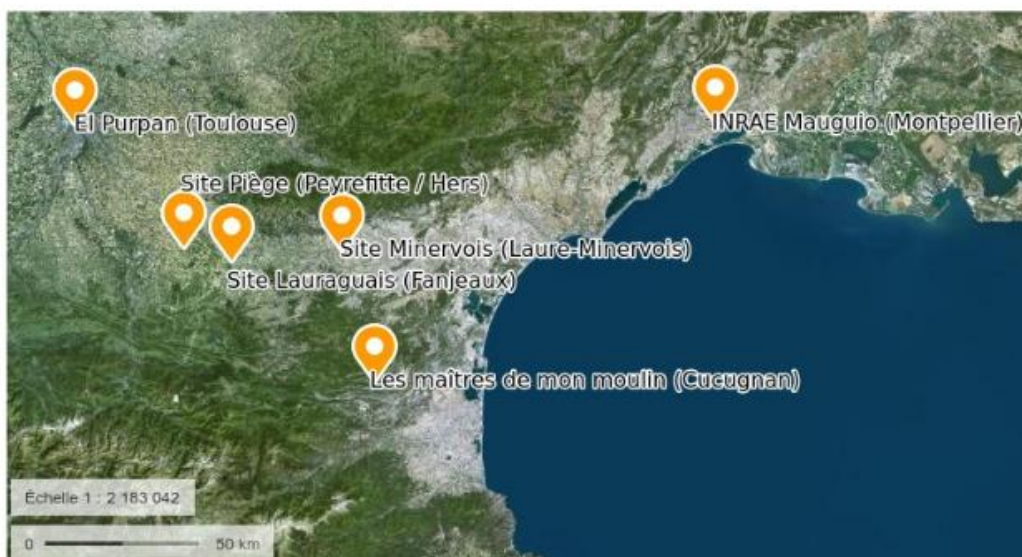 El Purpan (Toulouse)
INRAE Mauguio (Montpellier)
Site Piège (Peyrefitte / Hers)
Site Minervois (Laure-Minervois)
Site Lauraguais (Fanjeaux)
Les maîtres de mon moulin (Cucugnan)
Échelle 1 : 2 183 042
0 50 km